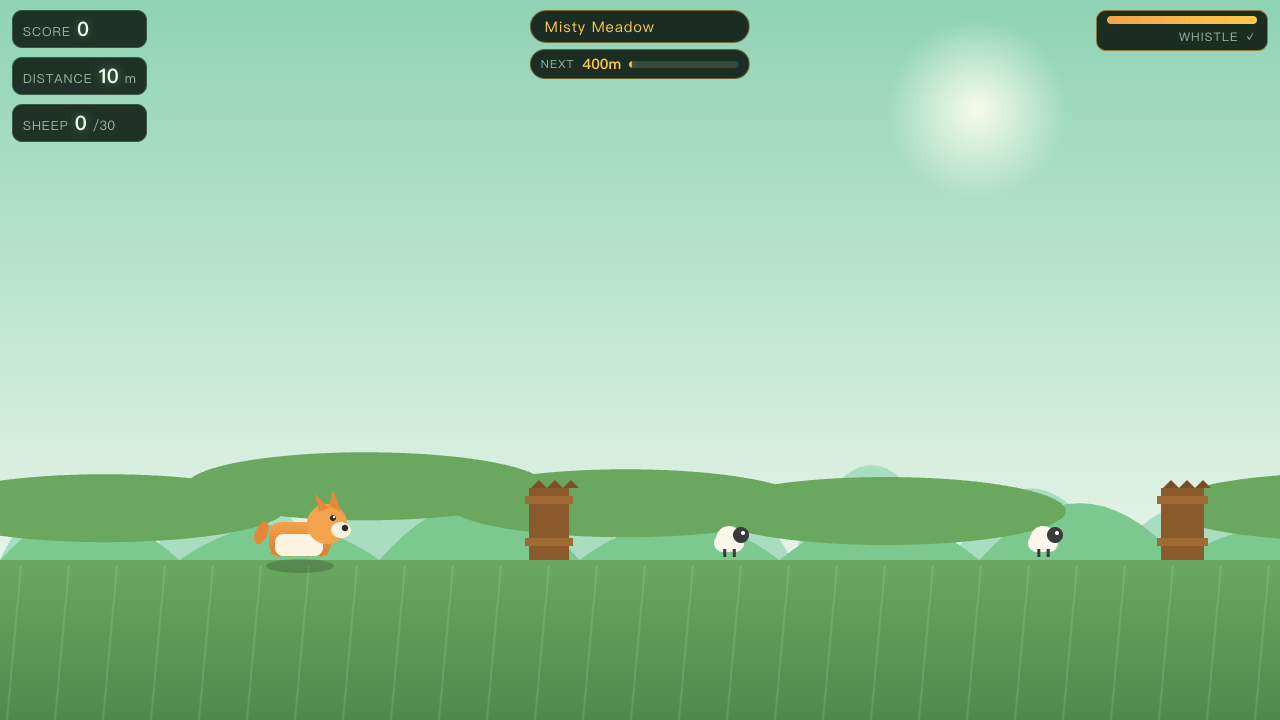 SCORE 0
DISTANCE 10 m
SHEEP 0 /30
Misty Meadow
NEXT 400m
WHISTLE ✓